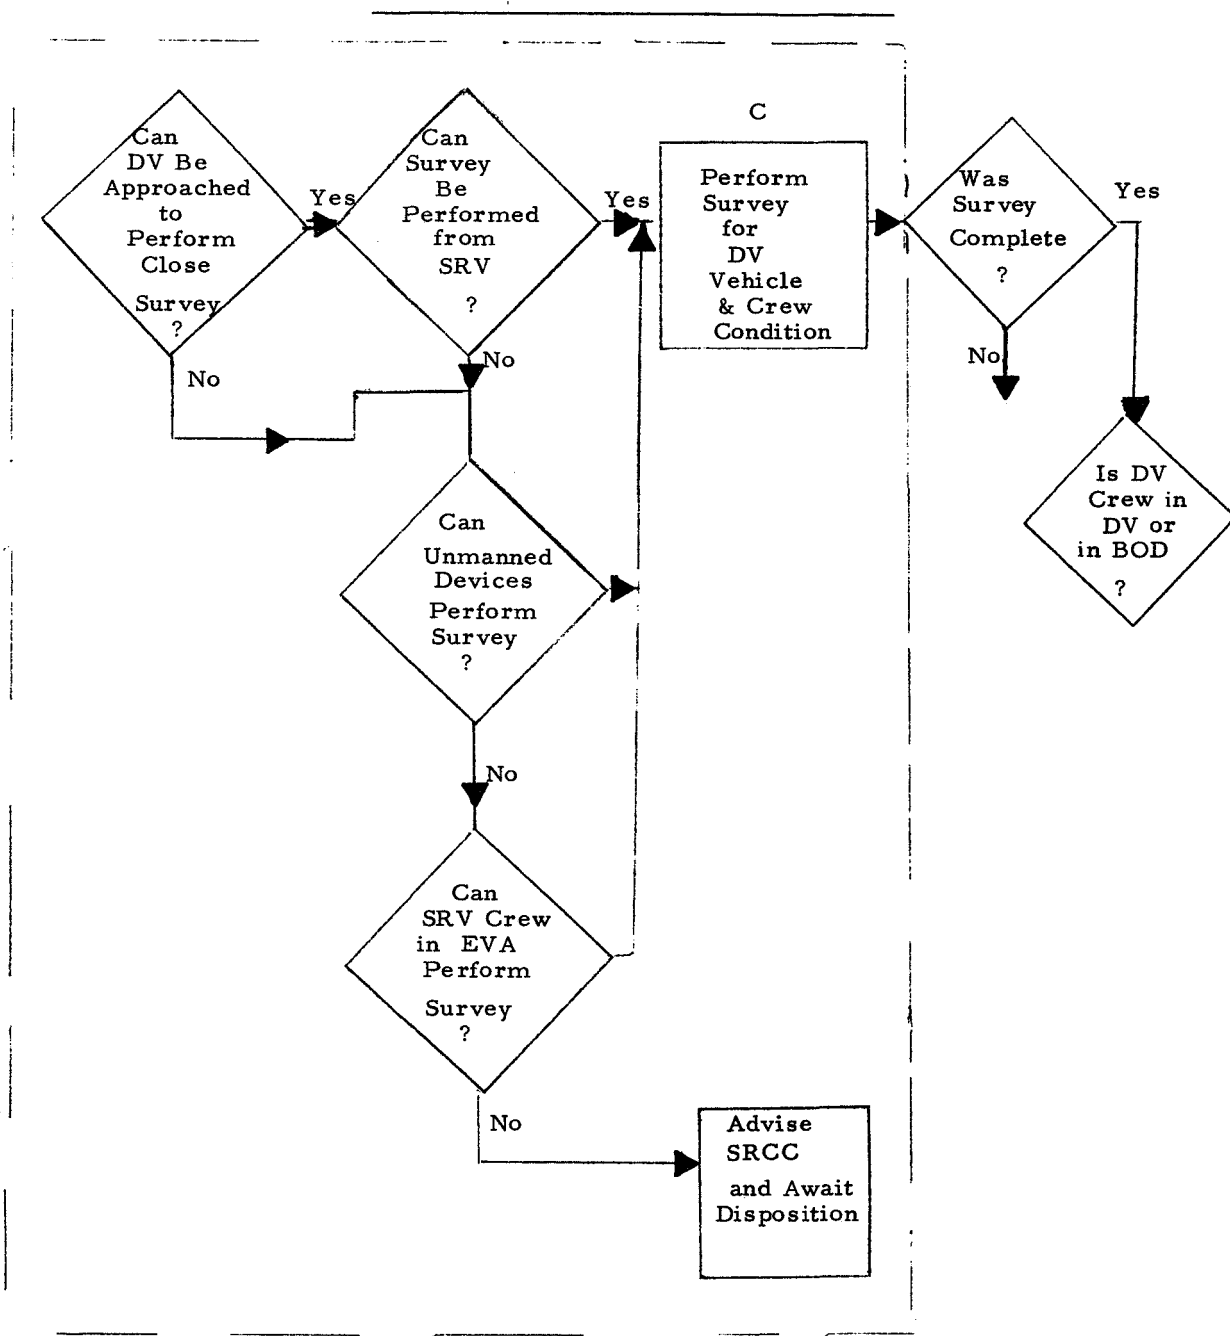 Can
DV Be
Approached
to
Perform
Close
Survey
?
Yes
No
Can
Survey
Be
Performed
from
SRV
?
Yes
No
C
Perform
Survey
for
DV
Vehicle
& Crew
Condition
Was
Survey
Complete
?
Yes
No
Is DV
Crew in
DV or
in BOD
?
Can
Unmanned
Devices
Perform
Survey
?
No
Can
SRV Crew
in EVA
Perform
Survey
?
No
Advise
SRCC
and Await
Disposition